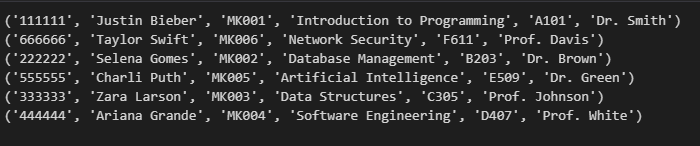 ('111111', 'Justin Bieber', 'MK001', 'Introduction to Programming', 'A101', 'Dr. Smith')
('666666', 'Taylor Swift', 'MK006', 'Network Security', 'F611', 'Prof. Davis')
('222222', 'Selena Gomes', 'MK002', 'Database Management', 'B203', 'Dr. Brown')
('555555', 'Charli Puth', 'MK005', 'Artificial Intelligence', 'E509', 'Dr. Green')
('333333', 'Zara Larson', 'MK003', 'Data Structures', 'C305', 'Prof. Johnson')
('444444', 'Ariana Grande', 'MK004', 'Software Engineering', 'D407', 'Prof. White')